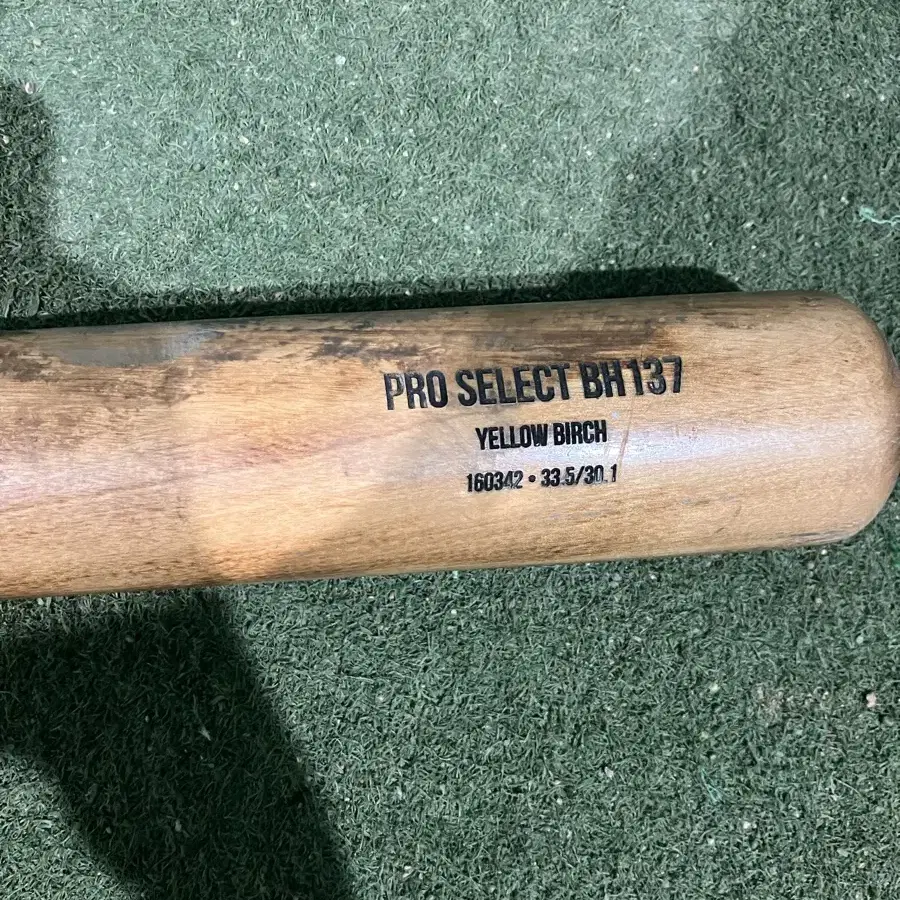 PRO SELECT BH137
YELLOW BIRCH
160342 • 33.5/30.1